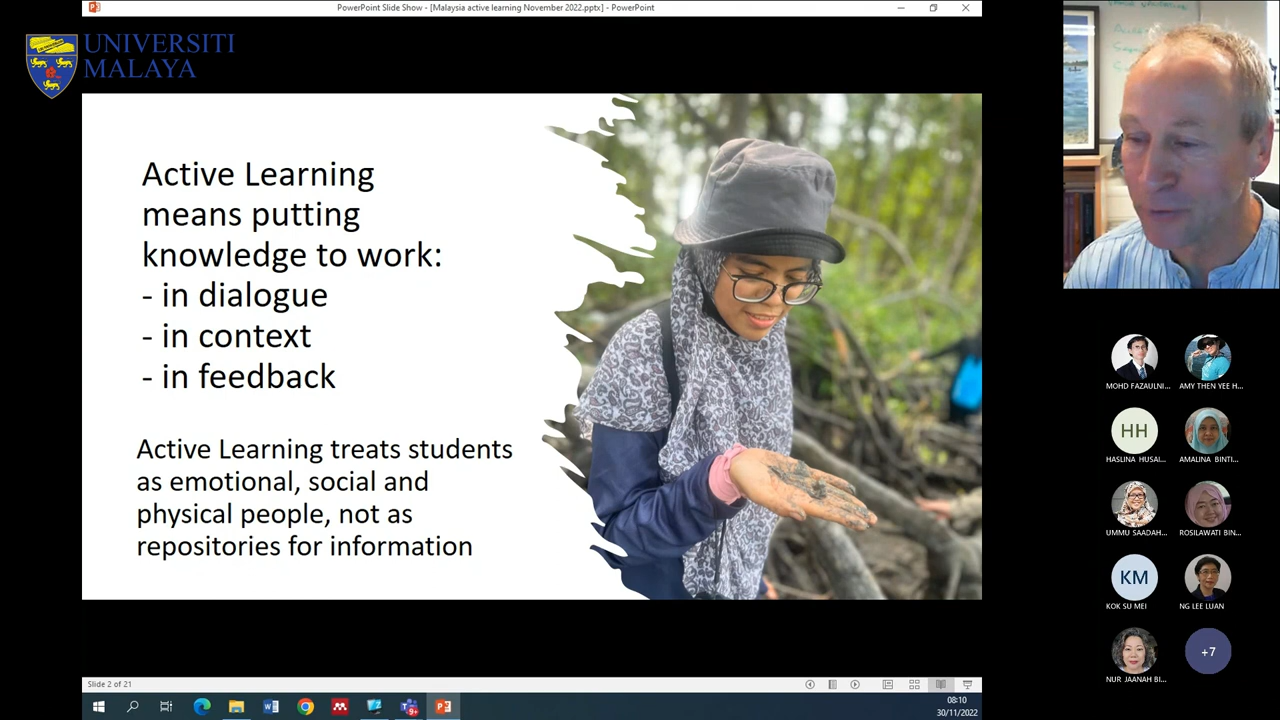 PowerPoint Slide Show - [Malaysia active learning November 2022.pptx] - PowerPoint
UNIVERSITI
MALAYA
Active Learning
means putting
knowledge to work:
- in dialogue
- in context
- in feedback
Active Learning treats students
as emotional, social and
physical people, not as
repositories for information
MOHD FAZAULNI...
AMY THEN YEE H...
HH
HASLINA HUSAI...
AMALINA BINTI...
UMMU SAADAH...
ROSILAWATI BIN...
KM
KOK SU MEI
NG LEE LUAN
NUR JAANAH BI...
+7
Slide 2 of 21
9+
08:10
30/11/2022